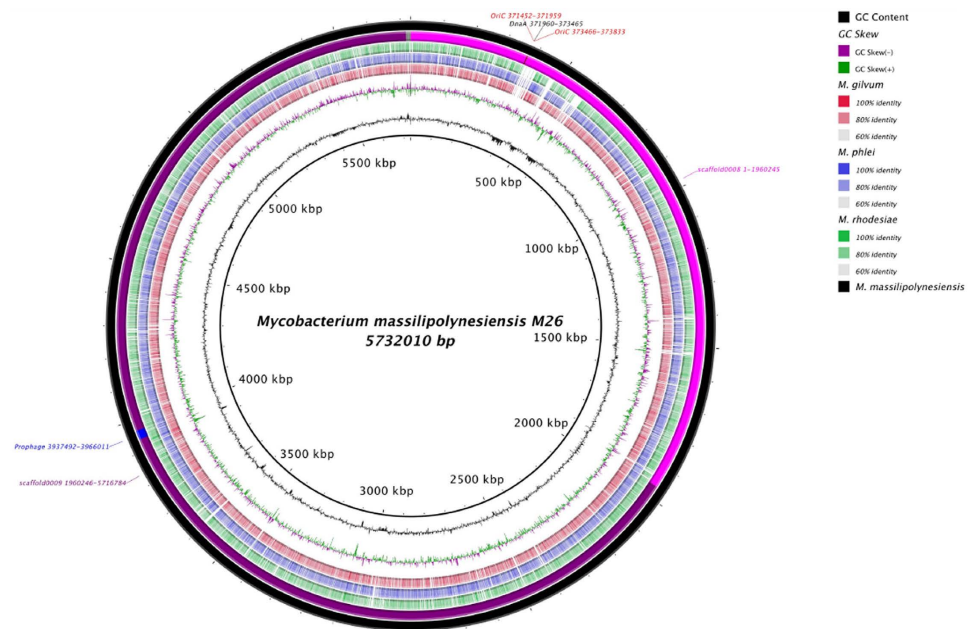 OriC 371452-371959
DnaA 371960-373465
OriC 373466-373833
scaffold0008 1-1960245
Prophage 3937492-3966011
scaffold0009 1960246-5716784
5500 kbp
500 kbp
5000 kbp
1000 kbp
4500 kbp
1500 kbp
4000 kbp
2000 kbp
3500 kbp
2500 kbp
3000 kbp
Mycobacterium massilipolynesiensis M26
5732010 bp
GC Content
GC Skew
GC Skew(-)
GC Skew(+)
M. gilvum
100% identity
80% identity
60% identity
M. phlei
100% identity
80% identity
60% identity
M. rhodesiae
100% identity
80% identity
60% identity
M. massilipolynesiensis